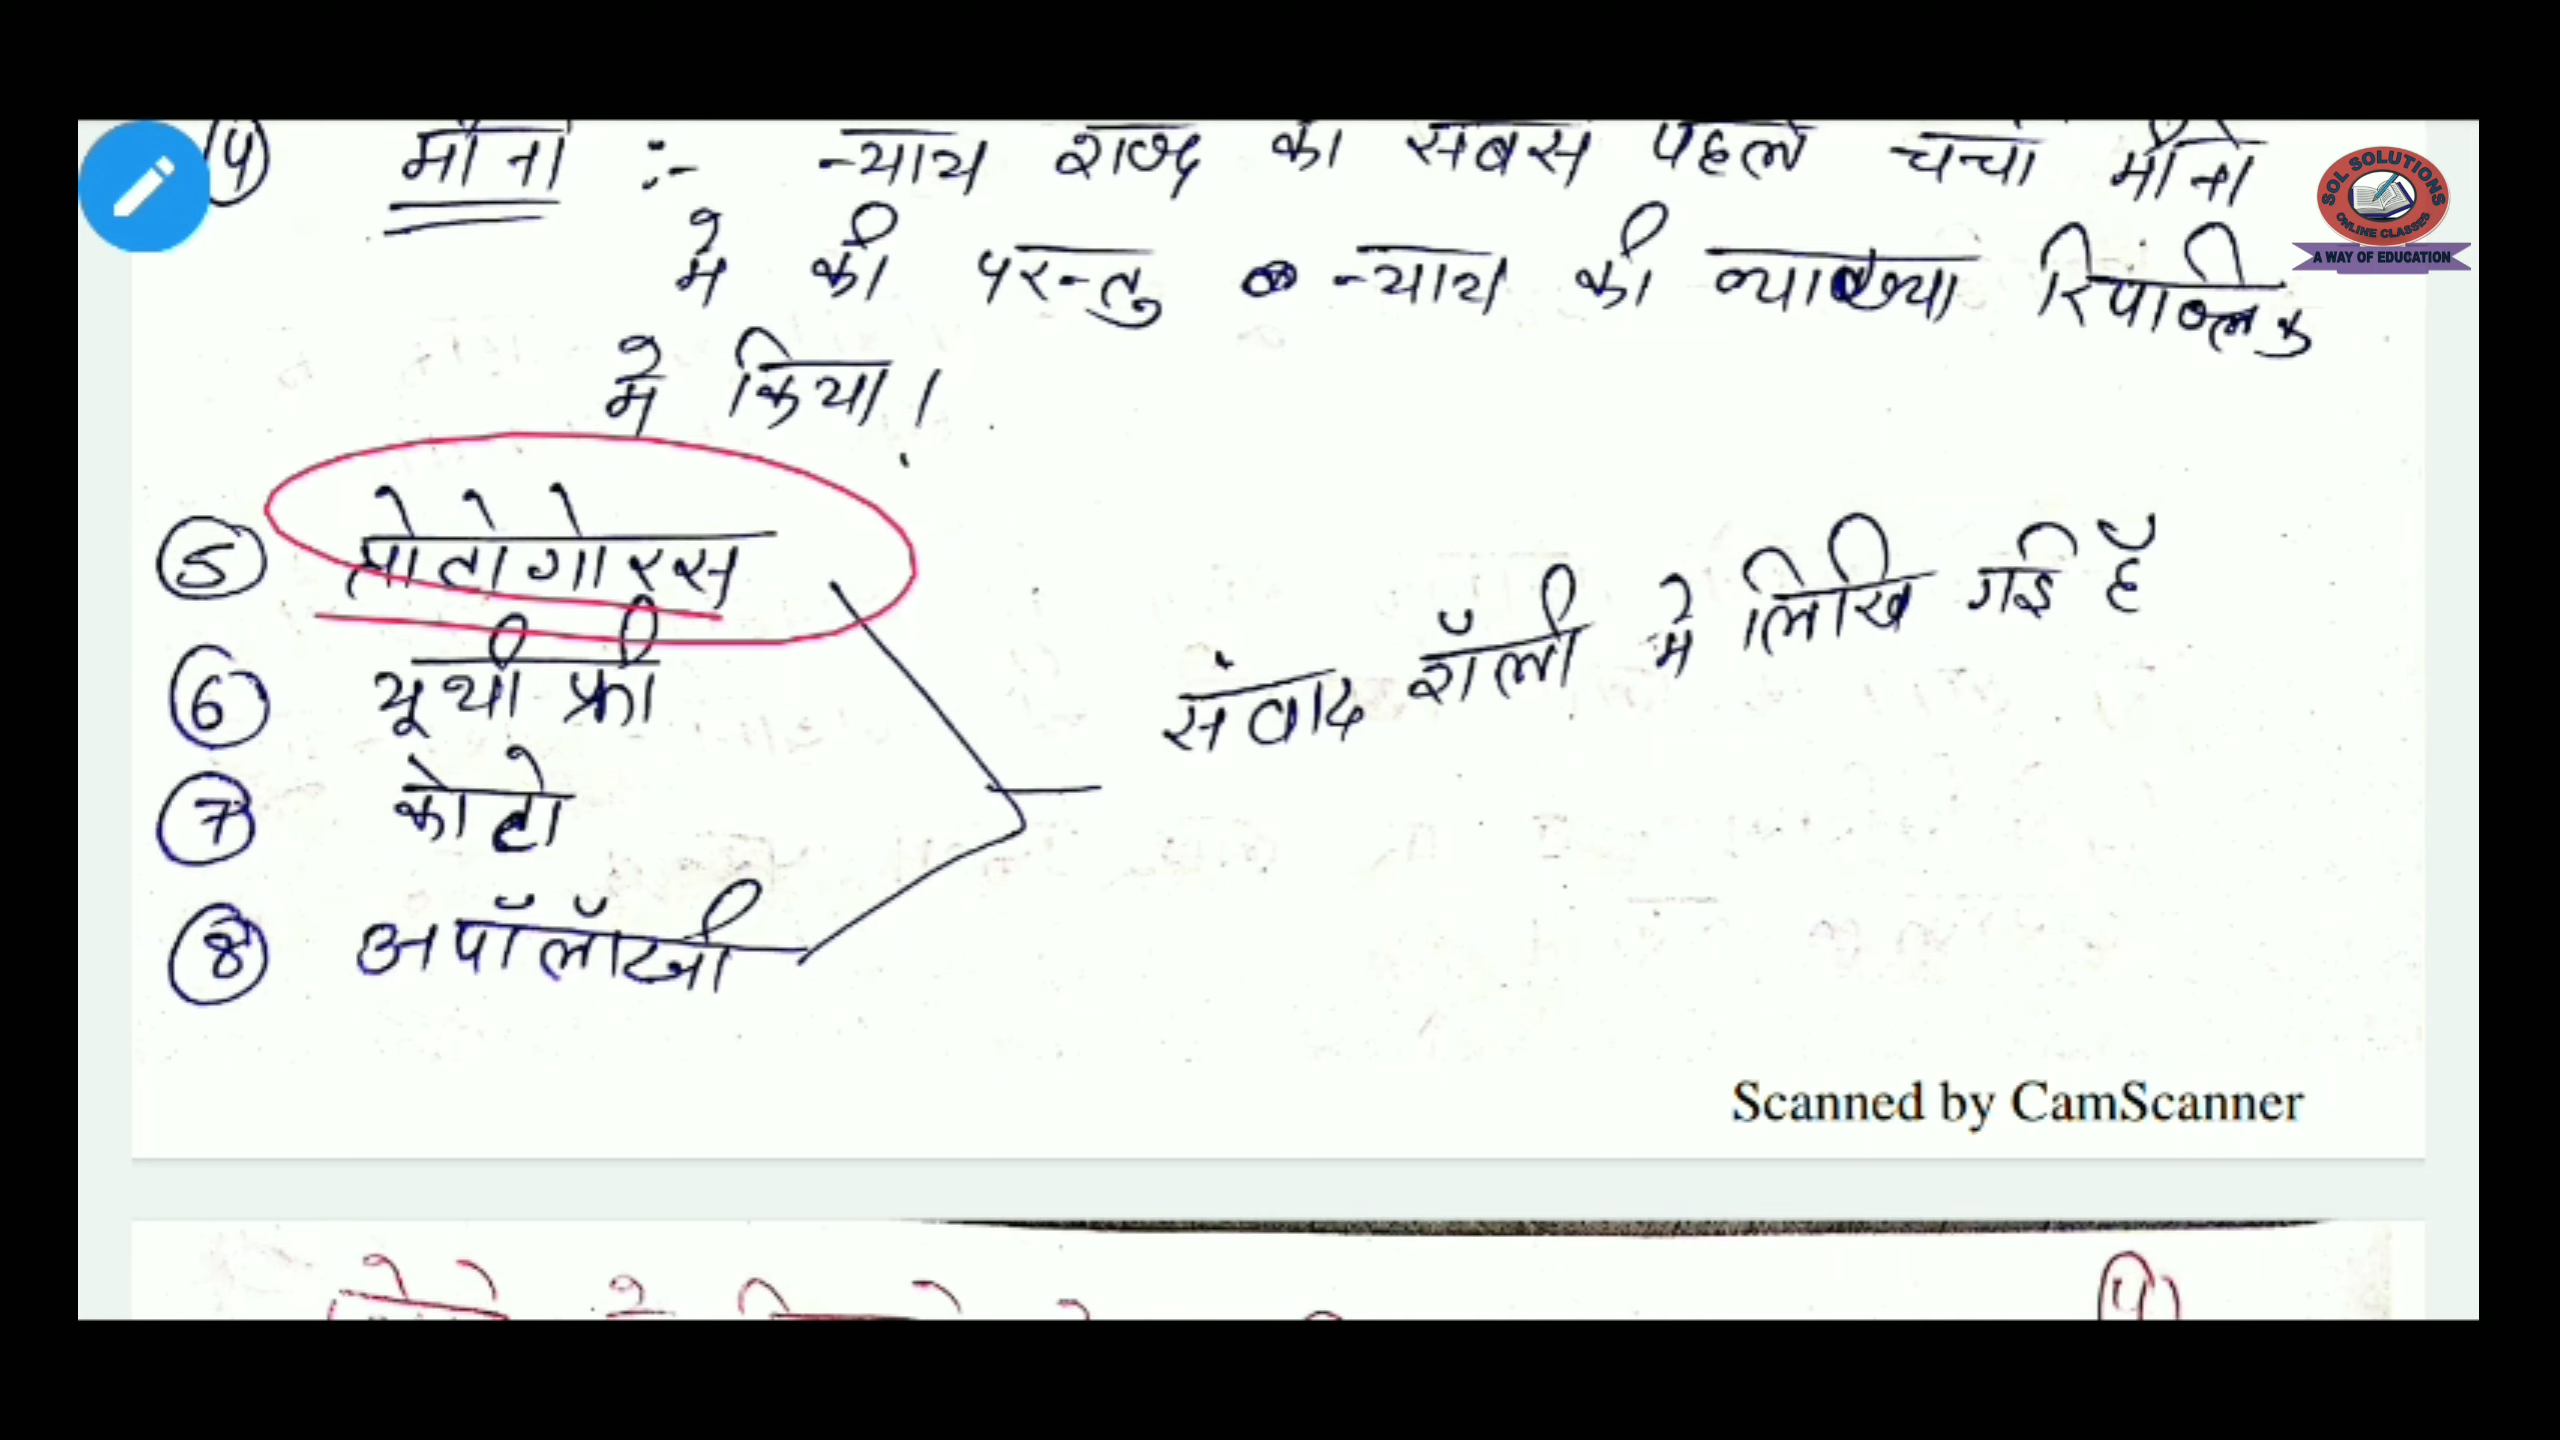 (4) मीनो :- न्याय शब्द का सबसे पहले चर्चा मीनो
मे की परन्तु न्याय की व्याख्या रिपब्लिक
मे किया।
(5) प्रोटोगोरस
(6) यूथी फ्री
(7) क्रीटो
(8) अपॉलॉजी
संवाद शैली मे लिखि गई है
Scanned by CamScanner
SOL SOLUTIONS
ONLINE CLASSES
A WAY OF EDUCATION